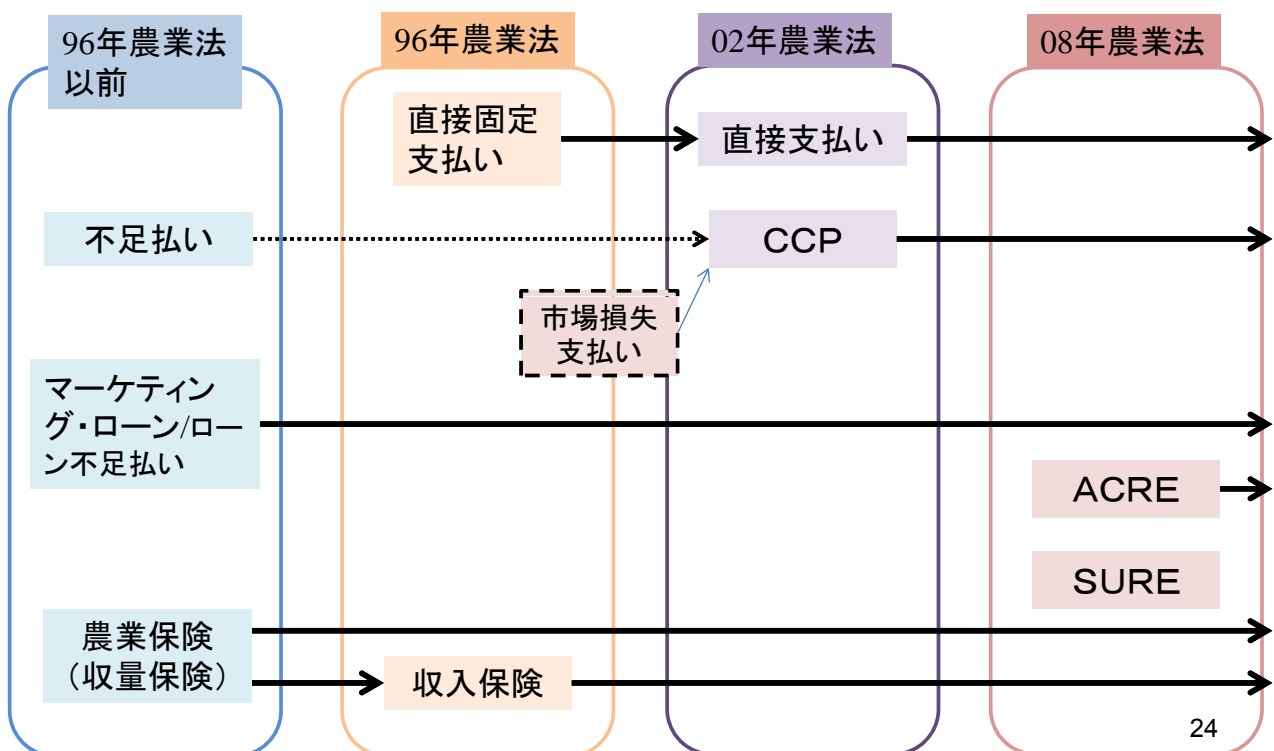 96年農業法
以前
96年農業法
02年農業法
08年農業法
直接固定
支払い
直接支払い
不足払い
CCP
市場損失
支払い
マーケティン
グ・ローン/ロー
ン不足払い
ACRE
SURE
農業保険
（収量保険）
収入保険
24